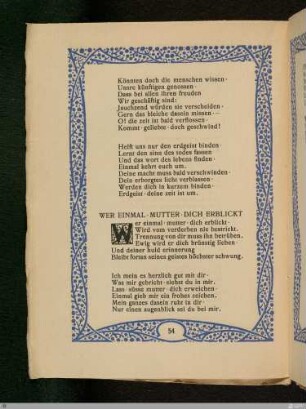 Könnten doch die menschen wissen·
Unsre künftigen genossen·
Dass bei allen ihren freuden
Wir geschäftig sind:
Jauchzend würden sie verscheiden·
Gern das bleiche dasein missen —
O! die zeit ist bald verflossen·
Kommt· geliebte· doch geschwind!
Helft uns nur den erdgeist binden·
Lernt den sinn des todes fassen
Und das wort des lebens finden·
Einmal kehrt euch um.
Deine macht muss bald verschwinden·
Dein erborgtes licht verblassen·
Werden dich in kurzem binden·
Erdgeist· deine zeit ist um.
WER EINMAL· MUTTER· DICH ERBLICKT
Wer einmal· mutter· dich erblickt·
Wird vom verderben nie bestrickt.
Trennung von dir muss ihn betrüben.
Ewig wird er dich brünstig lieben
Und deiner huld erinnerung
Bleibt fortan seines geistes höchster schwung.
Ich mein es herzlich gut mit dir·
Was mir gebricht· siehst du in mir.
Lass· süsse mutter· dich erweichen·
Einmal gieb mir ein frohes zeichen.
Mein ganzes dasein ruht in dir·
Nur einen augenblick sei du bei mir.
54